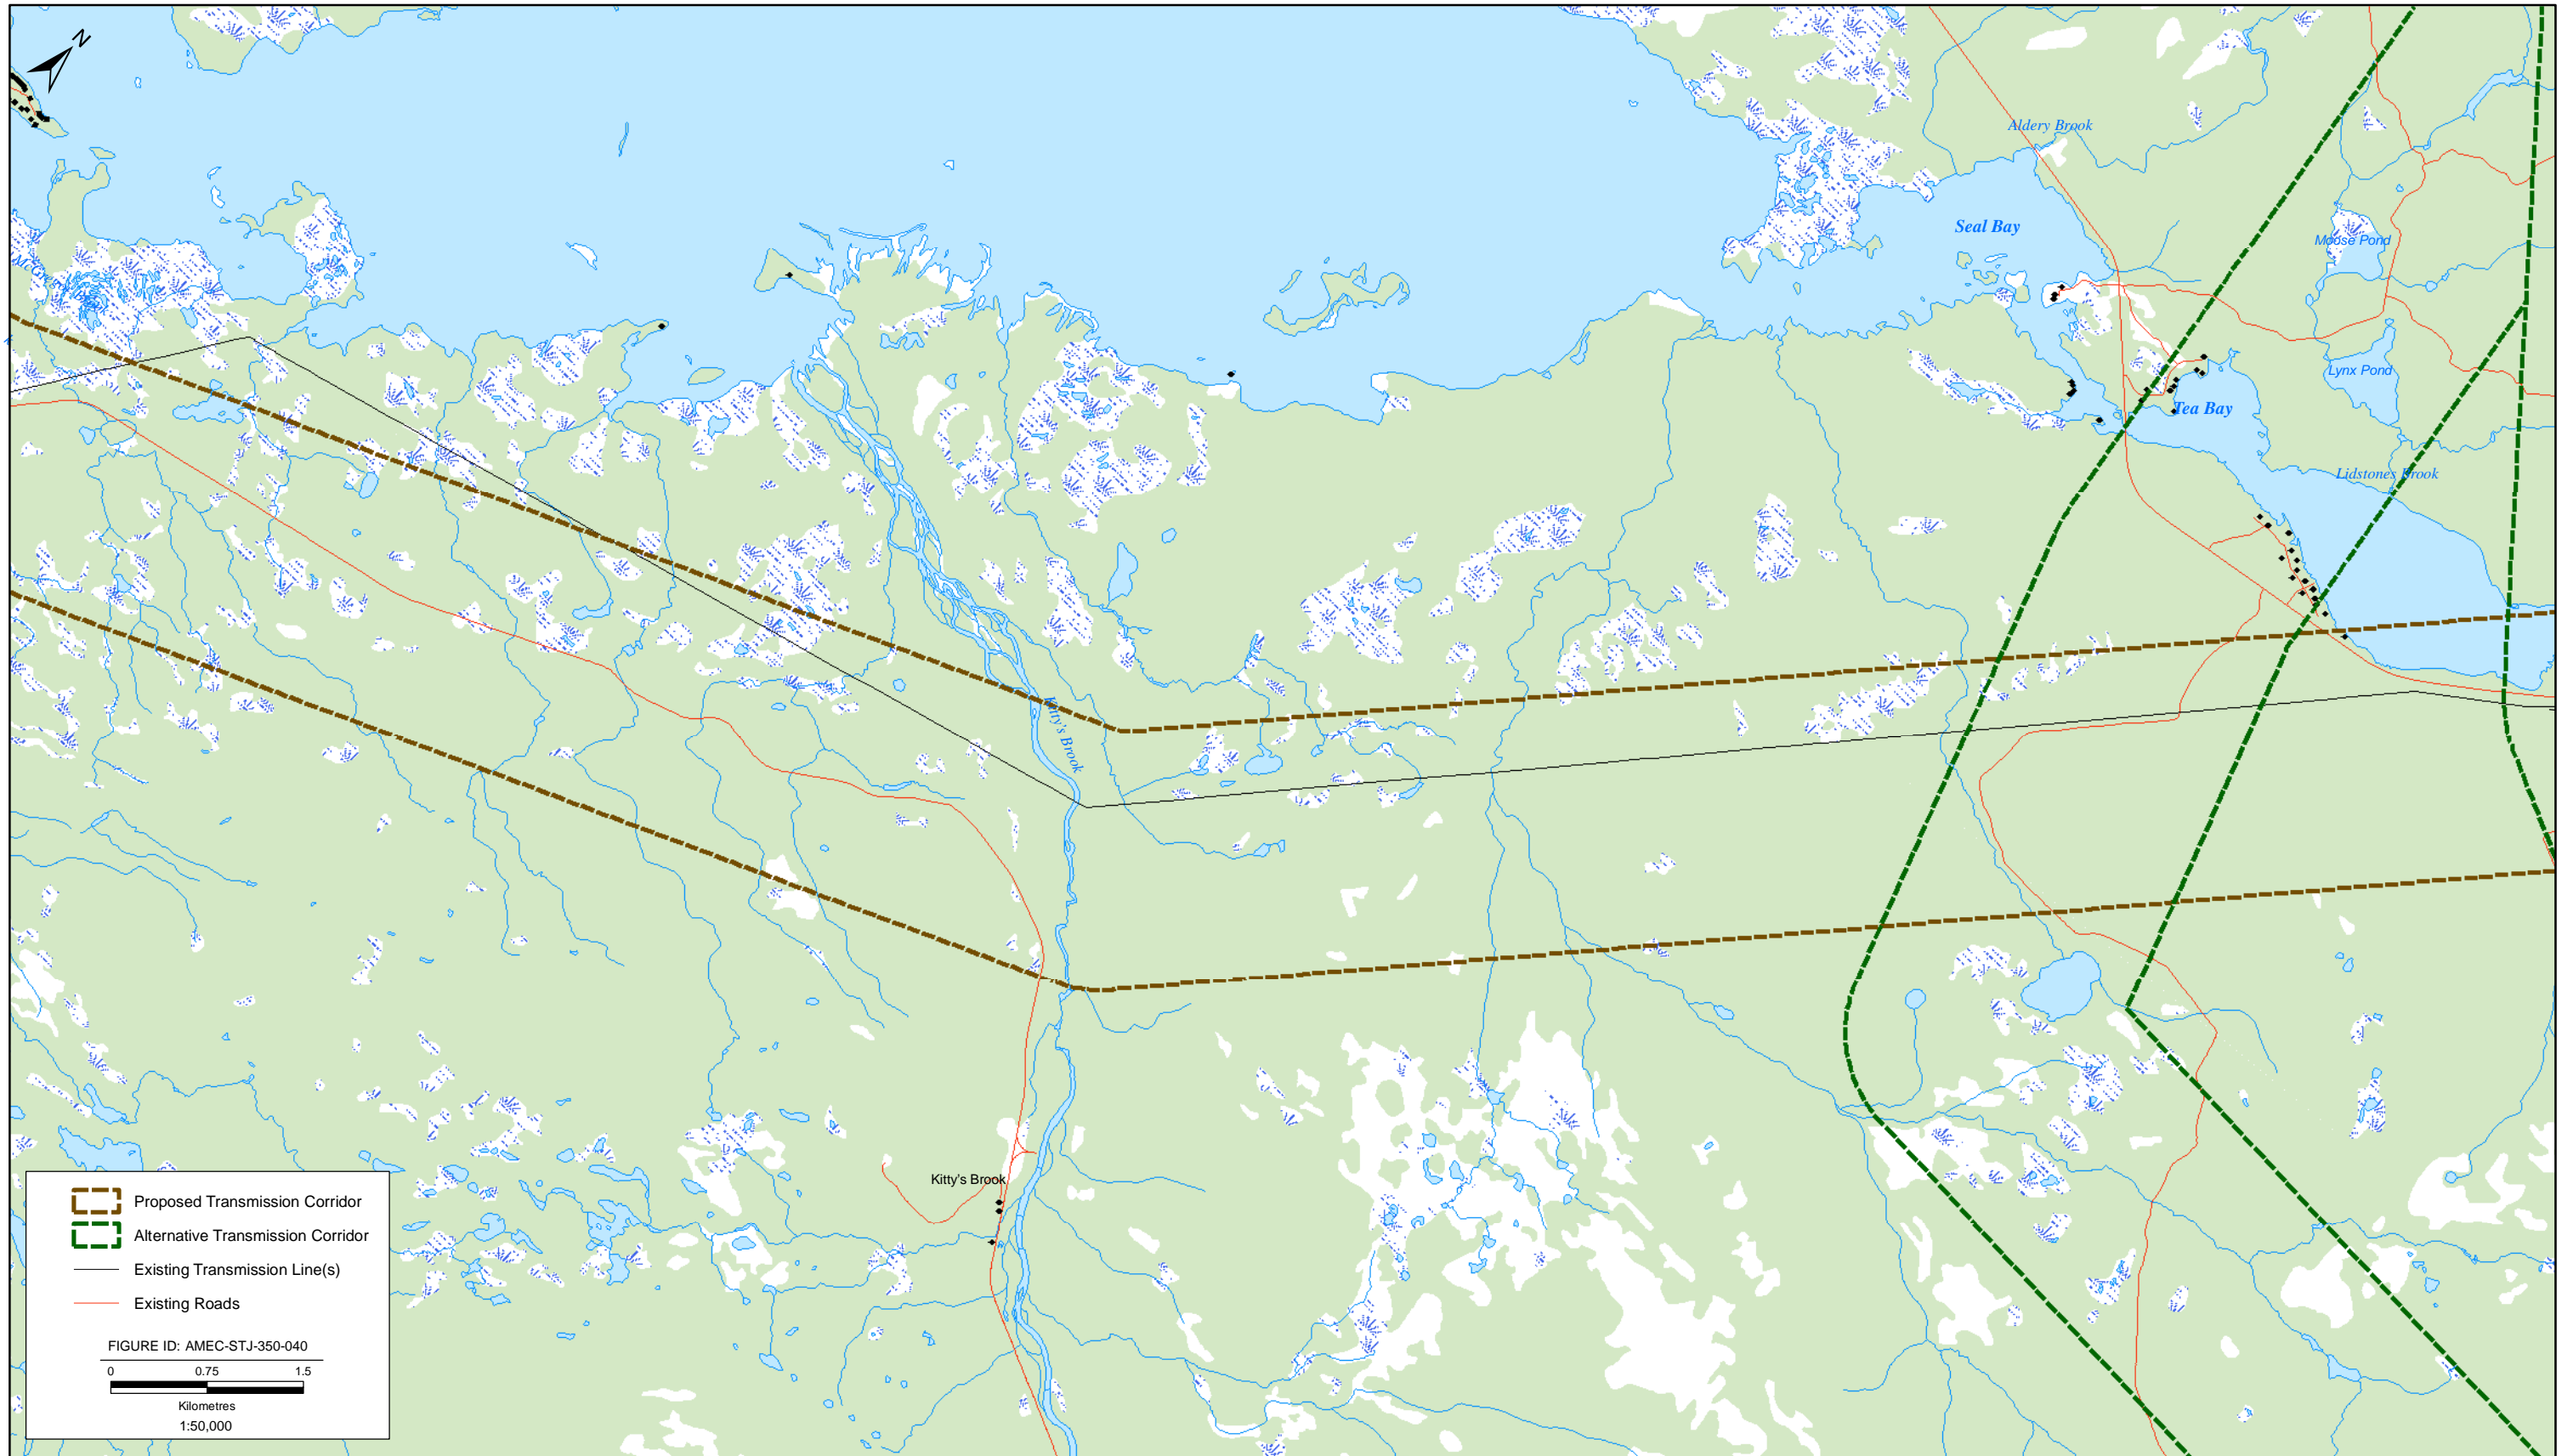 N
Aldery Brook
Seal Bay
Moose Pond
Lynx Pond
Tea Bay
Lidstones Brook
Kitty's Brook
Kitty's Brook
Proposed Transmission Corridor
Alternative Transmission Corridor
Existing Transmission Line(s)
Existing Roads
FIGURE ID: AMEC-STJ-350-040
0 0.75 1.5
Kilometres
1:50,000